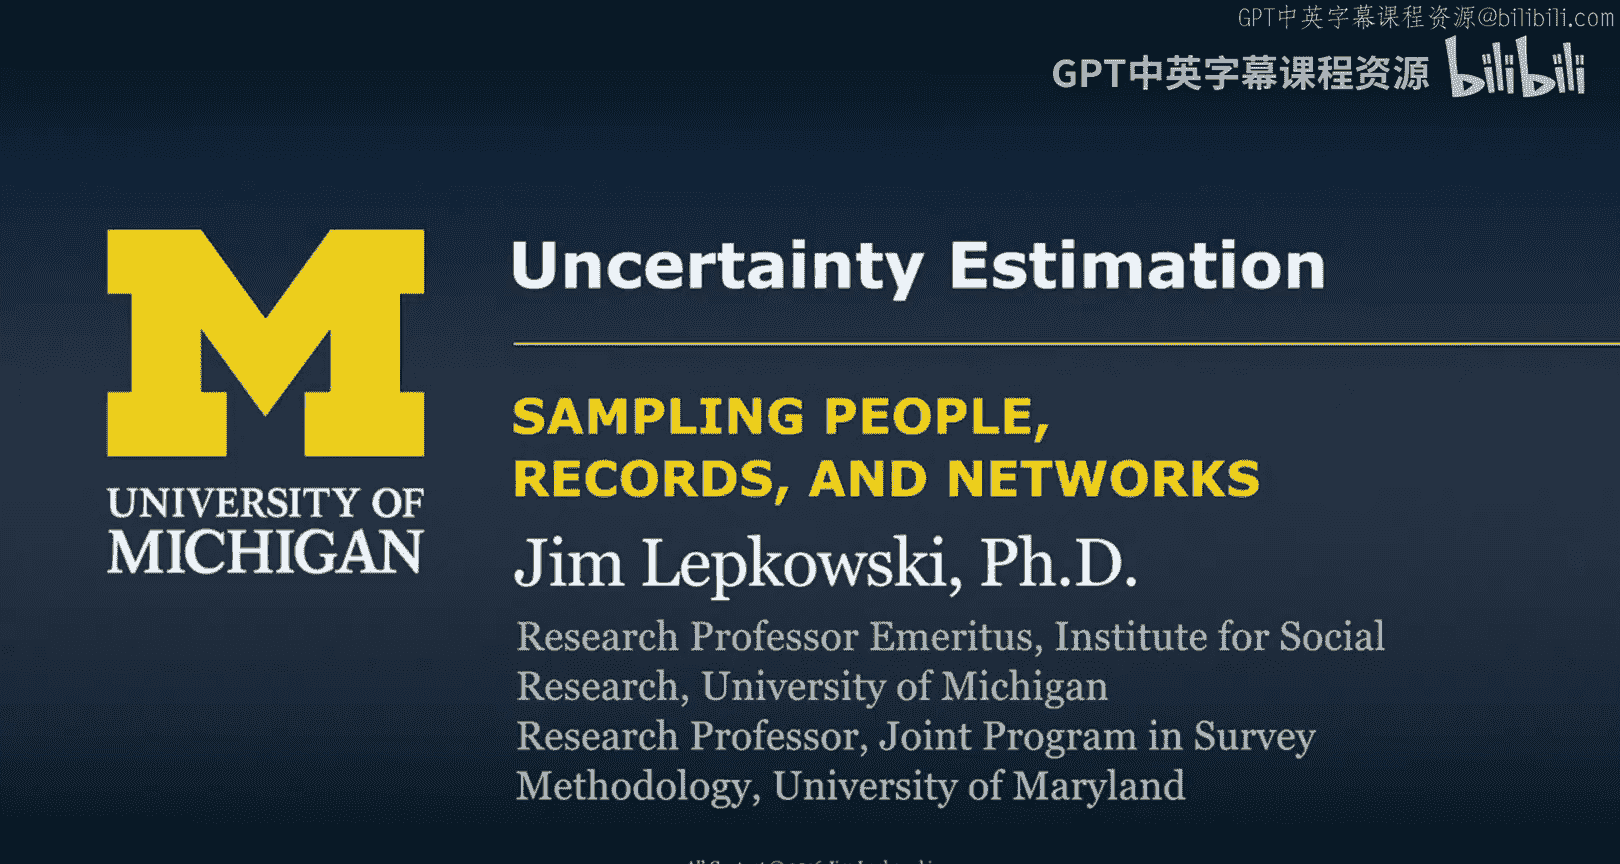 GPT中英字幕课程资源@bilibili.com
GPT中英字幕课程资源 bilibili
Uncertainty Estimation
SAMPLING PEOPLE,
RECORDS, AND NETWORKS
UNIVERSITY OF
MICHIGAN
Jim Lepkowski, Ph.D.
Research Professor Emeritus, Institute for Social
Research, University of Michigan
Research Professor, Joint Program in Survey
Methodology, University of Maryland